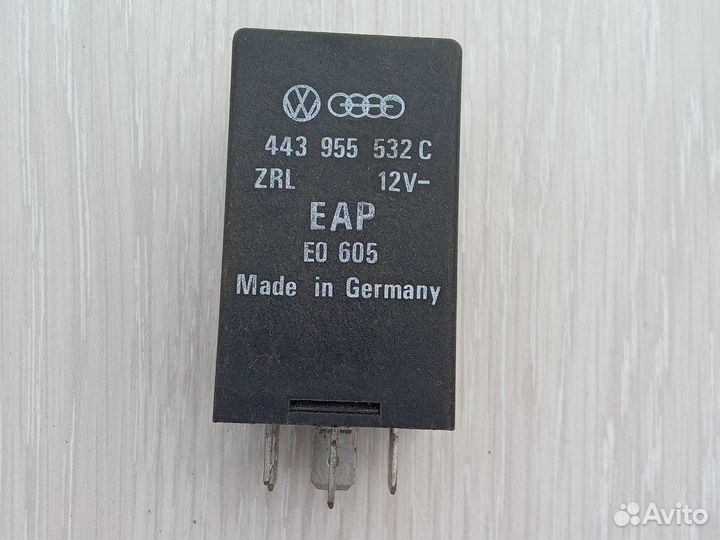 443 955 532 C
ZRL 12V-
EAP
E0 605
Made in Germany
Avito